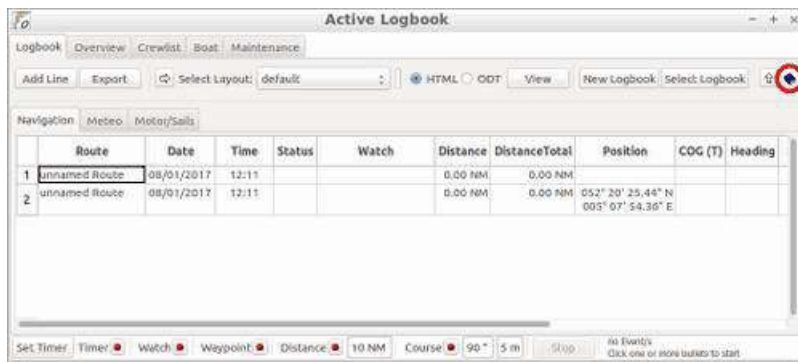 Active Logbook
Logbook Overview Crewlist Boat Maintenance
Add Line Export Select Layout: default HTML ODT View New Logbook Select Logbook
Navigation Meteo Motor/Sails
Route Date Time Status Watch Distance DistanceTotal Position COG (T) Heading
1 unnamed Route 08/01/2017 12:11 0.00 NM 0.00 NM
2 unnamed Route 08/01/2017 12:11 0.00 NM 0.00 NM 052° 20' 25.44" N
005° 07' 54.36" E
Set Timer Timer Watch Waypoint Distance 10 NM Course 90 ° 5 m Stop
no Event/s
Click one or more bullets to start